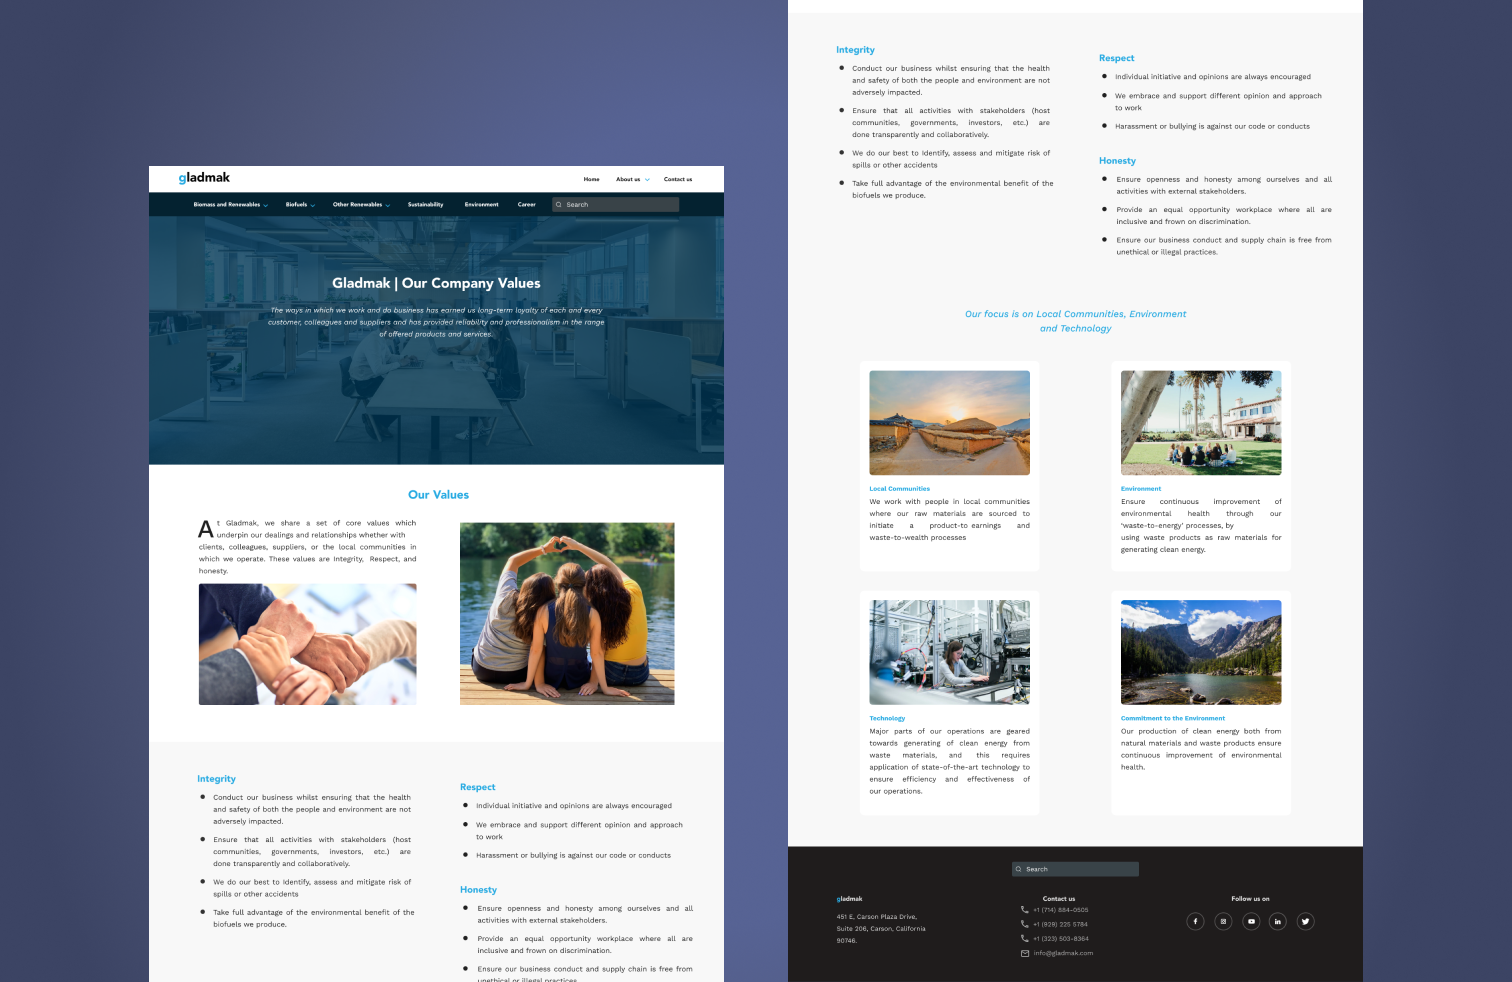 gladmak
Home About us Contact us
Biomass and Renewables Biofuels Other Renewables Sustainability Environment Career Search
Gladmak | Our Company Values
The ways in which we work and do business has earned us long-term loyalty of each and every
customer, colleagues and suppliers and has provided reliability and professionalism in the range
of offered products and services.
Our Values
At Gladmak, we share a set of core values which
underpin our dealings and relationships whether with
clients, colleagues, suppliers, or the local communities in
which we operate. These values are Integrity, Respect, and
honesty.
Integrity
● Conduct our business whilst ensuring that the health
and safety of both the people and environment are not
adversely impacted.
● Ensure that all activities with stakeholders (host
communities, governments, investors, etc.) are
done transparently and collaboratively.
● We do our best to Identify, assess and mitigate risk of
spills or other accidents
● Take full advantage of the environmental benefit of the
biofuels we produce.
Respect
● Individual initiative and opinions are always encouraged
● We embrace and support different opinion and approach
to work
● Harassment or bullying is against our code or conducts
Honesty
● Ensure openness and honesty among ourselves and all
activities with external stakeholders.
● Provide an equal opportunity workplace where all are
inclusive and frown on discrimination.
● Ensure our business conduct and supply chain is free from
unethical or illegal practices.
Integrity
● Conduct our business whilst ensuring that the health
and safety of both the people and environment are not
adversely impacted.
● Ensure that all activities with stakeholders (host
communities, governments, investors, etc.) are
done transparently and collaboratively.
● We do our best to Identify, assess and mitigate risk of
spills or other accidents
● Take full advantage of the environmental benefit of the
biofuels we produce.
Respect
● Individual initiative and opinions are always encouraged
● We embrace and support different opinion and approach
to work
● Harassment or bullying is against our code or conducts
Honesty
● Ensure openness and honesty among ourselves and all
activities with external stakeholders.
● Provide an equal opportunity workplace where all are
inclusive and frown on discrimination.
● Ensure our business conduct and supply chain is free from
unethical or illegal practices.
Our focus is on Local Communities, Environment
and Technology
Local Communities
We work with people in local communities
where our raw materials are sourced to
initiate a product-to earnings and
waste-to-wealth processes
Environment
Ensure continuous improvement of
environmental health through our
'waste-to-energy' processes, by
using waste products as raw materials for
generating clean energy.
Technology
Major parts of our operations are geared
towards generating of clean energy from
waste materials, and this requires
application of state-of-the-art technology to
ensure efficiency and effectiveness of
our operations.
Commitment to the Environment
Our production of clean energy both from
natural materials and waste products ensure
continuous improvement of environmental
health.
Search
gladmak
451 E, Carson Plaza Drive,
Suite 206, Carson, California
90746.
Contact us
+1 (714) 884-0505
+1 (929) 225 5784
+1 (323) 503-8364
info@gladmak.com
Follow us on